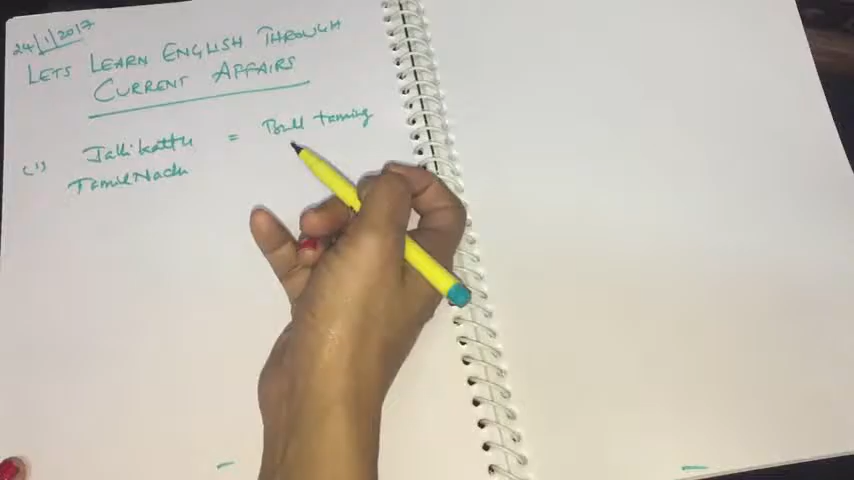 24/1/2017
LETS LEARN ENGLISH THROUGH
CURRENT AFFAIRS
(1) Jallikattu = Bull taming
TamilNadu